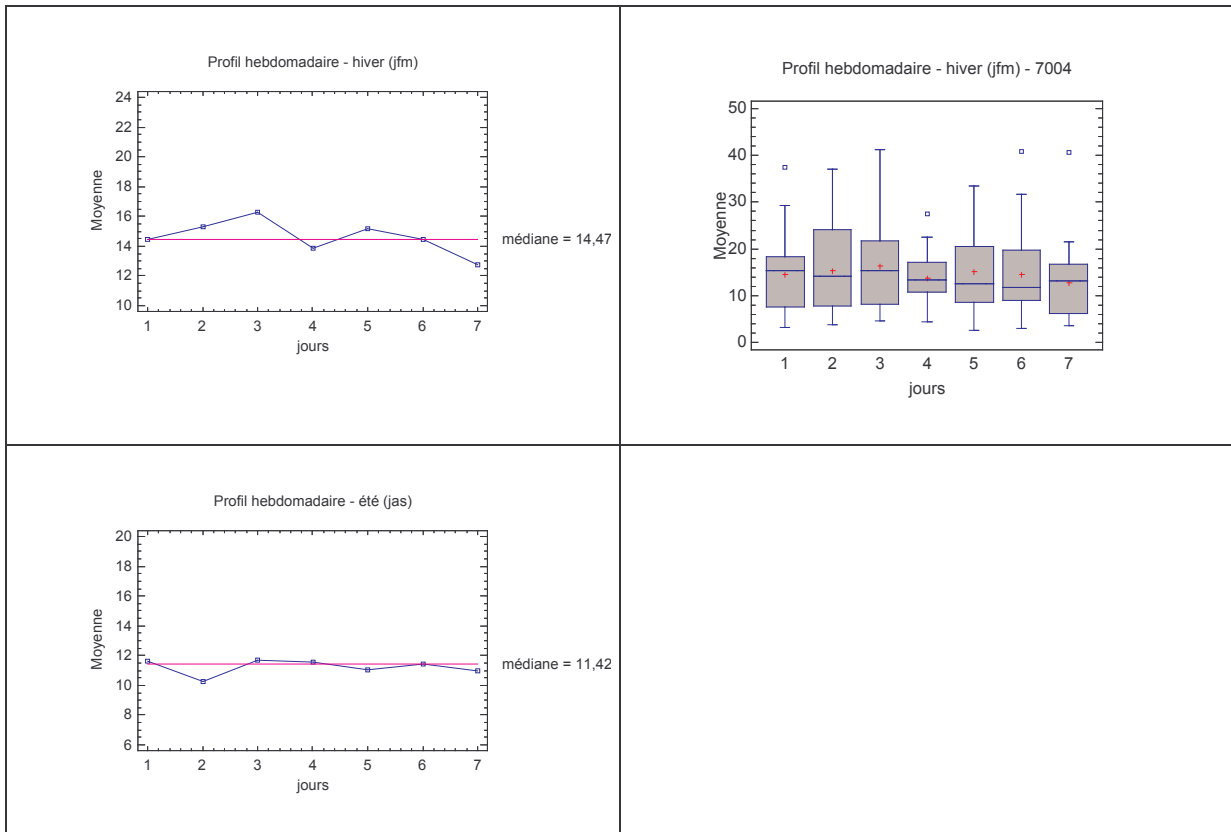 Profil hebdomadaire - hiver (jfm)
24
22
20
18
16
14
12
10
Moyenne
médiane = 14,47
1 2 3 4 5 6 7
jours
Profil hebdomadaire - hiver (jfm) - 7004
50
40
30
20
10
0
Moyenne
1 2 3 4 5 6 7
jours
Profil hebdomadaire - été (jas)
20
18
16
14
12
10
8
6
Moyenne
médiane = 11,42
1 2 3 4 5 6 7
jours